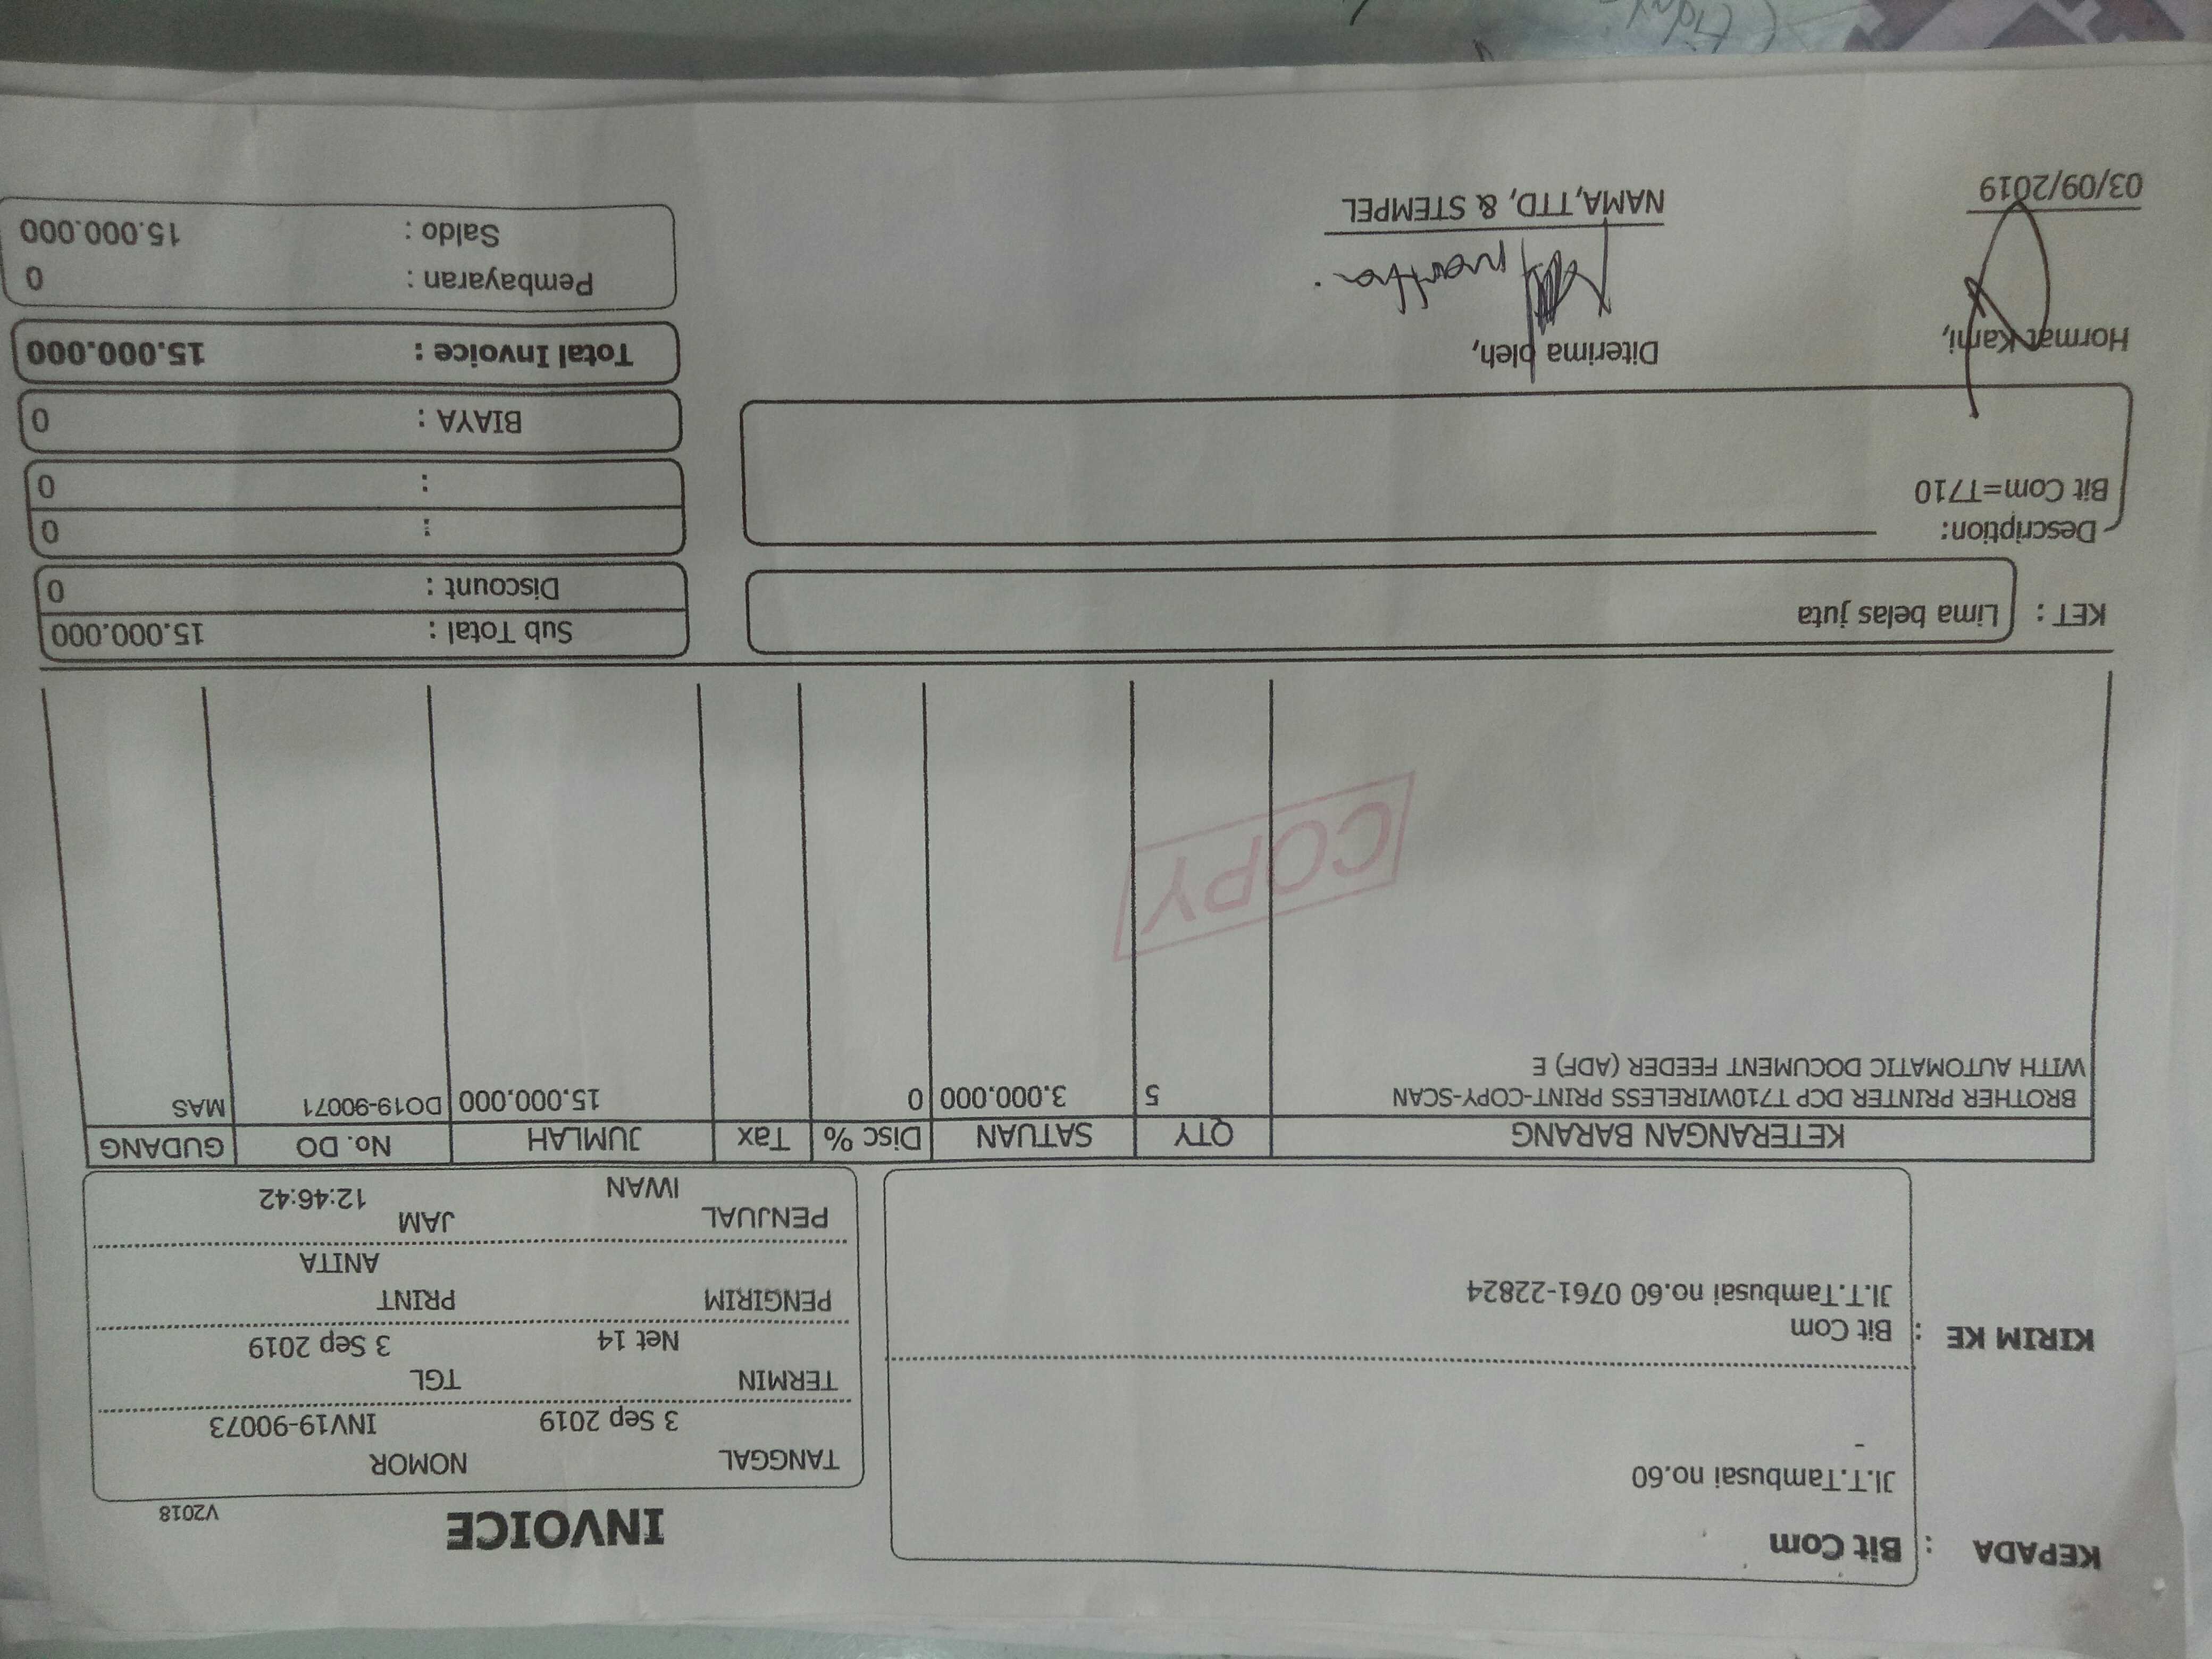 KEPADA : Bit Com
Jl.T.Tambusai no.60
-
KIRIM KE : Bit Com
Jl.T.Tambusai no.60 0761-22824
INVOICE
V2018
TANGGAL NOMOR
3 Sep 2019 INV19-90073
TERMIN TGL
Net 14 3 Sep 2019
PENGIRIM PRINT
ANITA
PENJUAL JAM
IWAN 12:46:42
KETERANGAN BARANG QTY SATUAN Disc % Tax JUMLAH No. DO GUDANG
BROTHER PRINTER DCP T710WIRELESS PRINT-COPY-SCAN 5 3.000.000 0 15.000.000 DO19-90071 MAS
WITH AUTOMATIC DOCUMENT FEEDER (ADF) E
COPY
KET : Lima belas juta
Description:
Bit Com=T710
Sub Total : 15.000.000
Discount : 0
: 0
: 0
BIAYA : 0
Total Invoice : 15.000.000
Pembayaran : 0
Saldo : 15.000.000
Hormat Kami,
03/09/2019
Diterima oleh,
NAMA,TTD, & STEMPEL